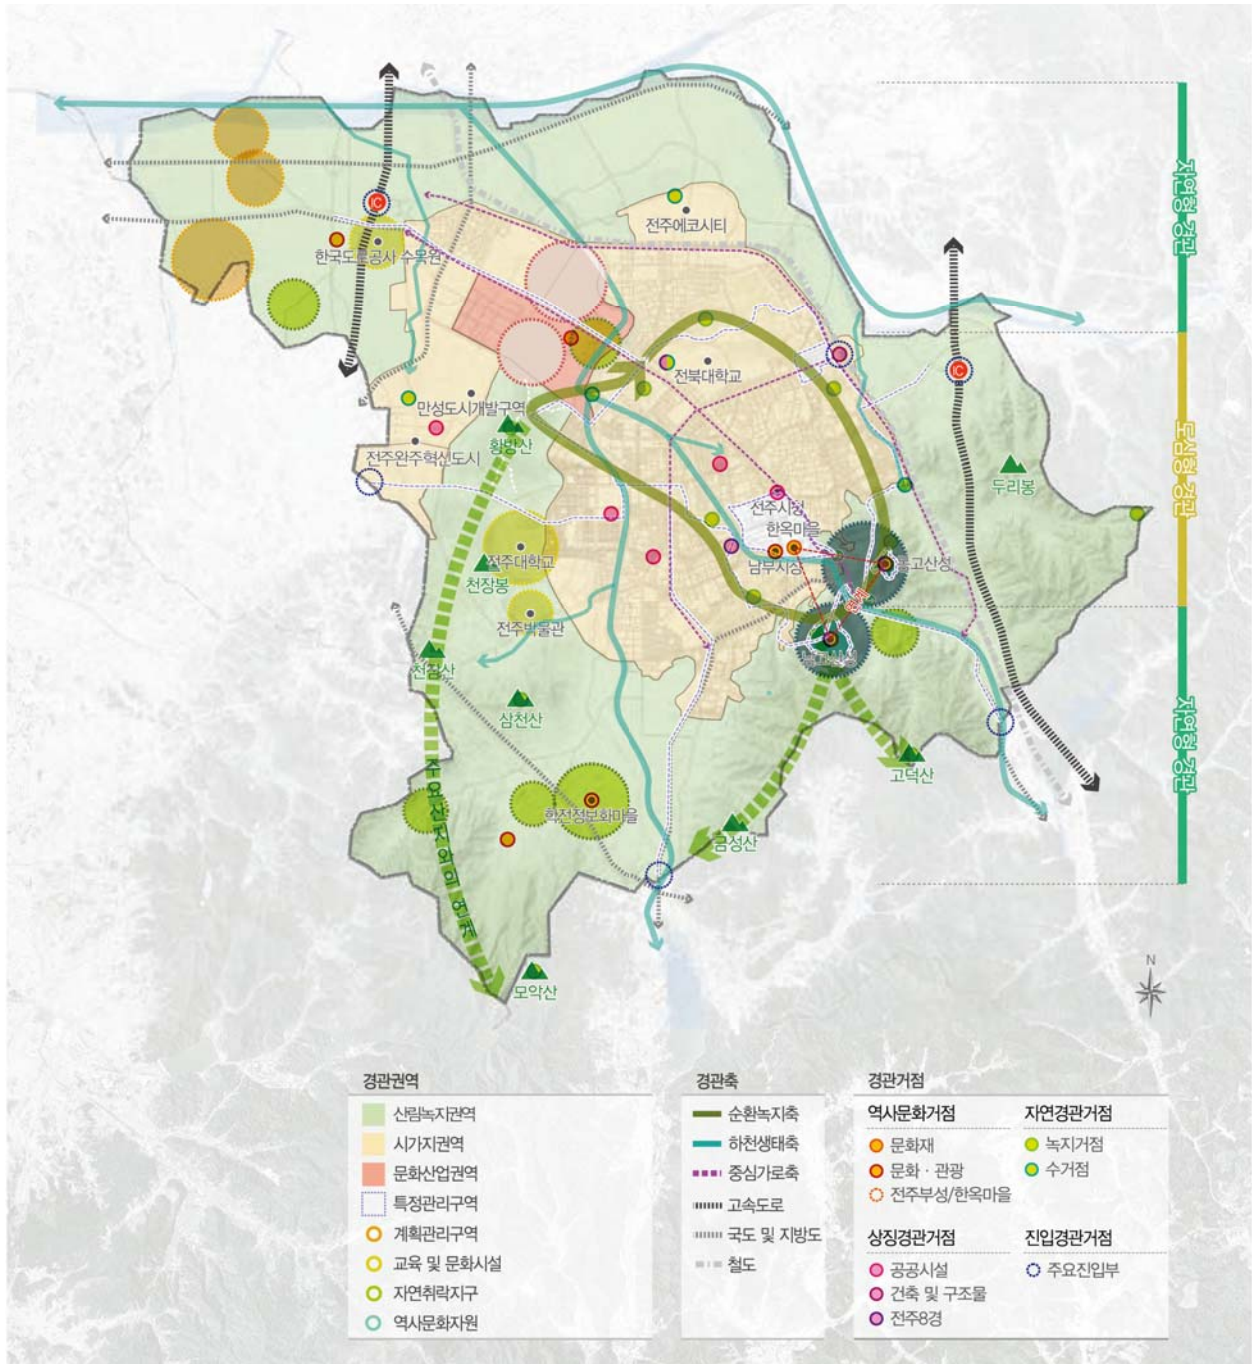 IC
전주에코시티
한국도로공사 수목원
자연형 경관
전북대학교
IC
만성도시개발구역
황방산
전주완주혁신도시
도심형 경관
두리봉
전주시청
한옥마을
남부시장
동고산성
전주대학교
천장봉
전주박물관
남고산성
천잠산
삼천산
자연형 경관
고덕산
학전정보화마을
금성산
모악산
N
경관권역
산림녹지권역
시가지권역
문화산업권역
특정관리구역
계획관리구역
교육 및 문화시설
자연취락지구
역사문화자원
경관축
순환녹지축
하천생태축
중심가로축
고속도로
국도 및 지방도
철도
경관거점
역사문화거점
문화재
문화 · 관광
전주부성/한옥마을
자연경관거점
녹지거점
수거점
상징경관거점
공공시설
건축 및 구조물
전주8경
진입경관거점
주요진입부